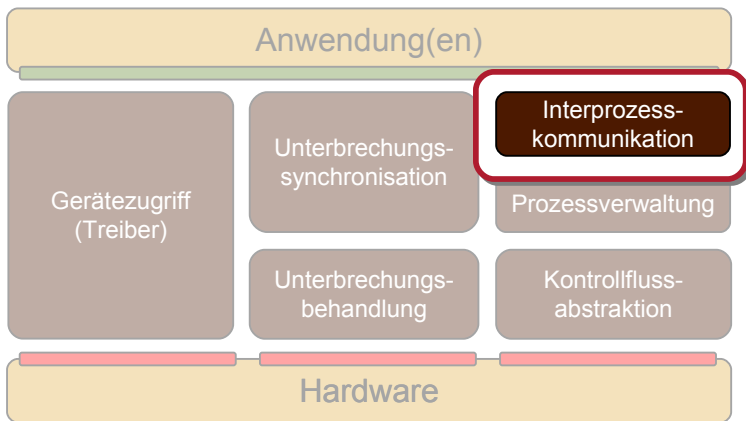 Anwendung(en)
Gerätezugriff
(Treiber)
Unterbrechungs-
synchronisation
Interprozess-
kommunikation
Prozessverwaltung
Unterbrechungs-
behandlung
Kontrollfluss-
abstraktion
Hardware